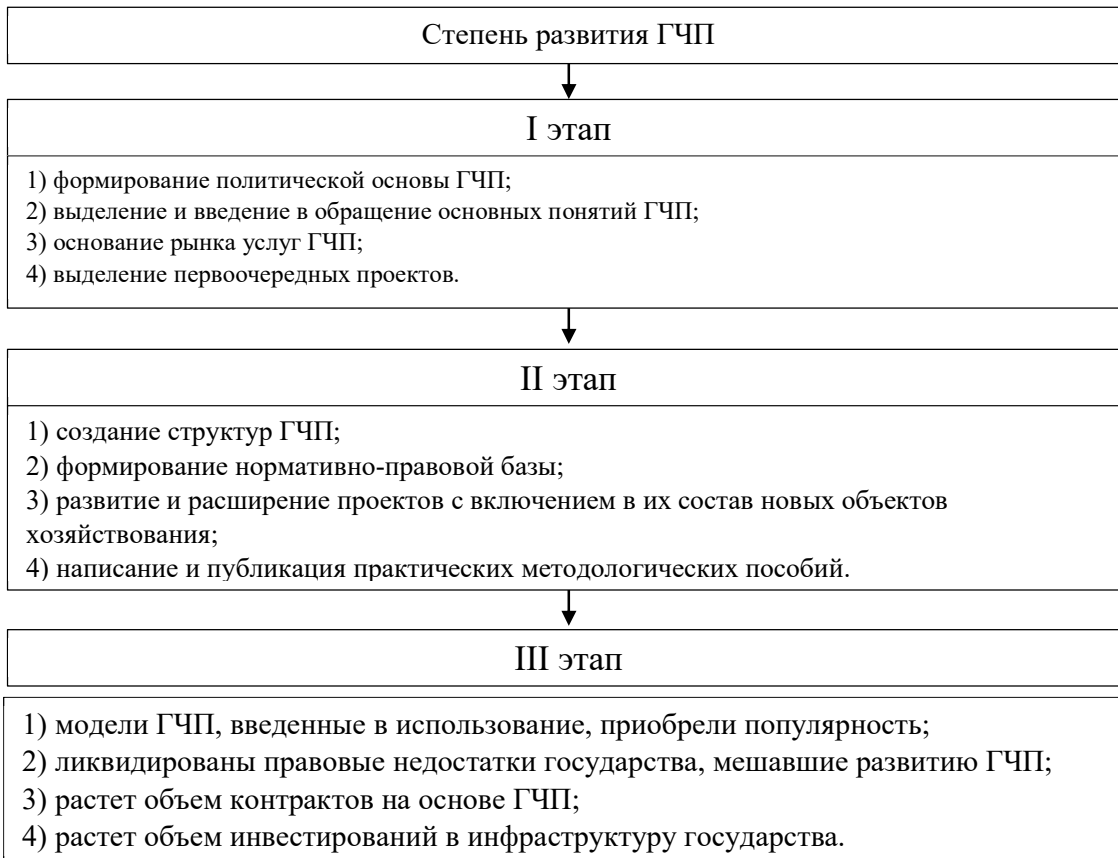 Степень развития ГЧП
I этап
1) формирование политической основы ГЧП;
2) выделение и введение в обращение основных понятий ГЧП;
3) основание рынка услуг ГЧП;
4) выделение первоочередных проектов.
II этап
1) создание структур ГЧП;
2) формирование нормативно-правовой базы;
3) развитие и расширение проектов с включением в их состав новых объектов
хозяйствования;
4) написание и публикация практических методологических пособий.
III этап
1) модели ГЧП, введенные в использование, приобрели популярность;
2) ликвидированы правовые недостатки государства, мешавшие развитию ГЧП;
3) растет объем контрактов на основе ГЧП;
4) растет объем инвестирований в инфраструктуру государства.